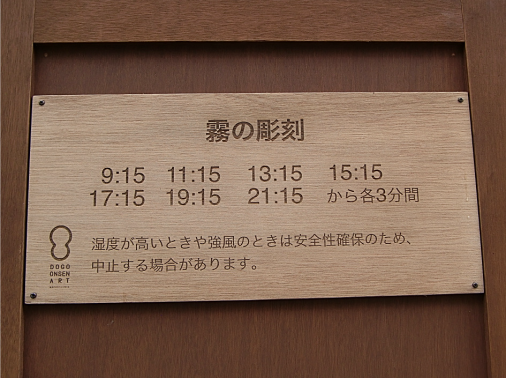 霧の彫刻
9:15 11:15 13:15 15:15
17:15 19:15 21:15 から各3分間
湿度が高いときや強風のときは安全性確保のため、
中止する場合があります。
DOGO
ONSEN
ART